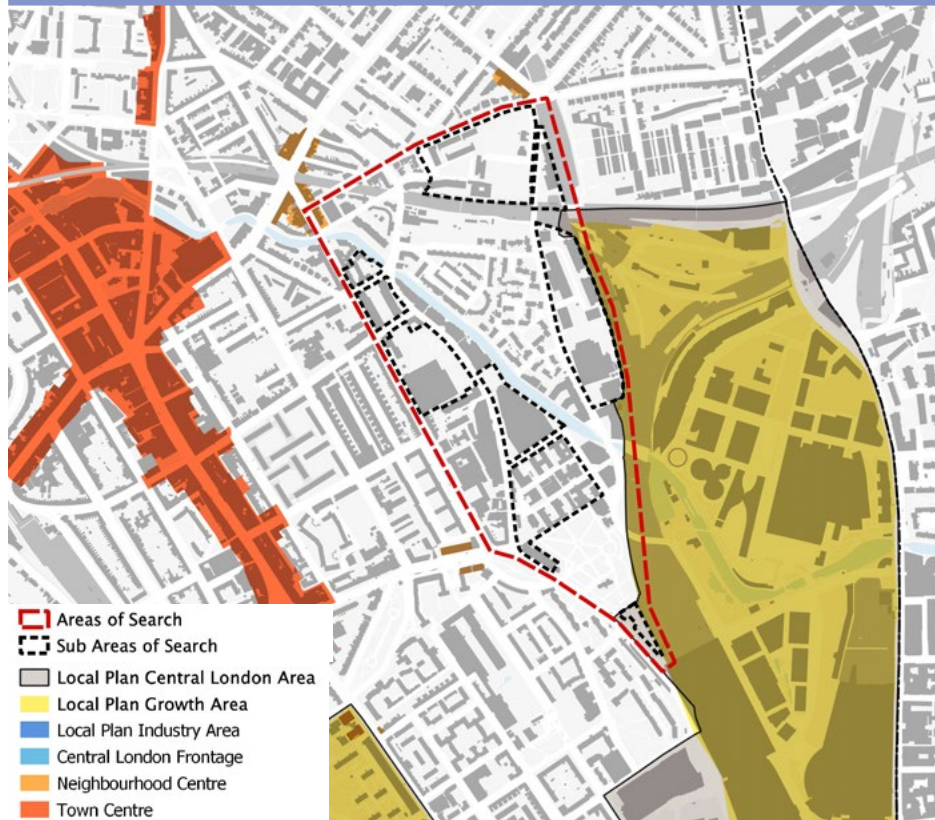 Areas of Search
Sub Areas of Search
Local Plan Central London Area
Local Plan Growth Area
Local Plan Industry Area
Central London Frontage
Neighbourhood Centre
Town Centre